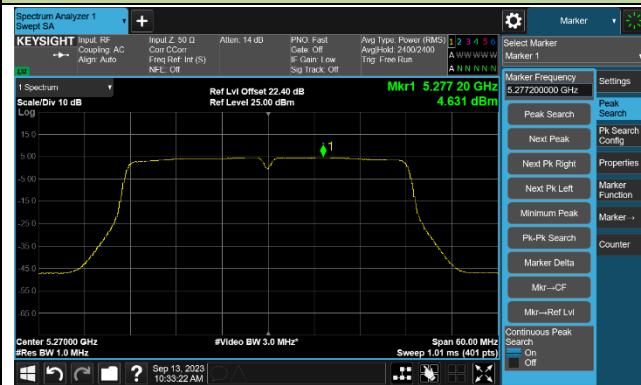 Spectrum Analyzer 1
Swept SA
Marker
KEYSIGHT
Input: RF
Coupling: AC
Align: Auto
Input Z: 50 Ω
Corr CCorr
Freq Ref: Int (S)
NFE: Off
Atten: 14 dB
PNO: Fast
Gate: Off
IF Gain: Low
Sig Track: Off
Avg Type: Power (RMS)
Avg|Hold: 2400/2400
Trig: Free Run
1 2 3 4 5 6
A W W W W W
A N N N N N
Select Marker
Marker 1
1 Spectrum
Scale/Div 10 dB
Log
Ref Lvl Offset 22.40 dB
Ref Level 25.00 dBm
Mkr1 5.277 20 GHz
4.631 dBm
15.0
5.00
-5.00
-15.0
-25.0
-35.0
-45.0
-55.0
-65.0
1
Center 5.27000 GHz
#Res BW 1.0 MHz
#Video BW 3.0 MHz*
Span 60.00 MHz
Sweep 1.01 ms (401 pts)
Marker Frequency
5.277200000 GHz
Peak Search
Next Peak
Next Pk Right
Next Pk Left
Minimum Peak
Pk-Pk Search
Marker Delta
Mkr→CF
Mkr→Ref Lvl
Continuous Peak
Search
On
Off
Settings
Peak
Search
Pk Search
Config
Properties
Marker
Function
Marker→
Counter
Sep 13, 2023
10:33:22 AM